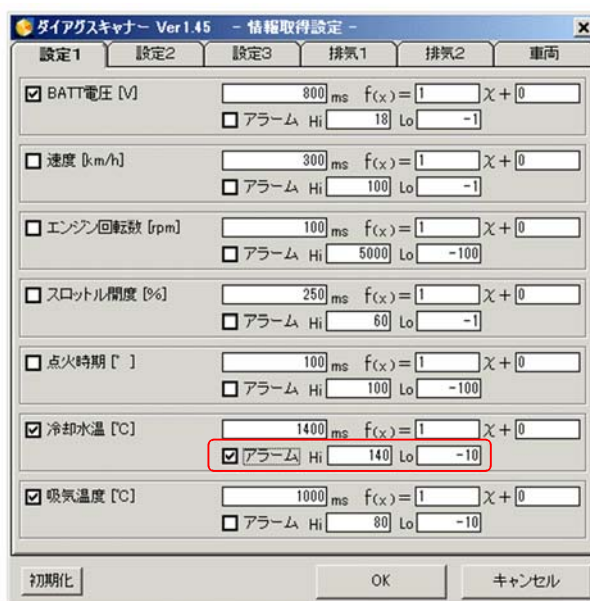 ダイアグスキャナー Ver1.45 － 情報取得設定 －
設定1 設定2 設定3 排気1 排気2 車両
BATT電圧 [V] 800 ms f(x)= 1 χ+ 0
アラーム Hi 18 Lo -1
速度 [km/h] 300 ms f(x)= 1 χ+ 0
アラーム Hi 100 Lo -1
エンジン回転数 [rpm] 100 ms f(x)= 1 χ+ 0
アラーム Hi 5000 Lo -100
スロットル開度 [%] 250 ms f(x)= 1 χ+ 0
アラーム Hi 60 Lo -1
点火時期 [ﾟ ] 100 ms f(x)= 1 χ+ 0
アラーム Hi 100 Lo -100
冷却水温 [℃] 1400 ms f(x)= 1 χ+ 0
アラーム Hi 140 Lo -10
吸気温度 [℃] 1000 ms f(x)= 1 χ+ 0
アラーム Hi 80 Lo -10
初期化 OK キャンセル